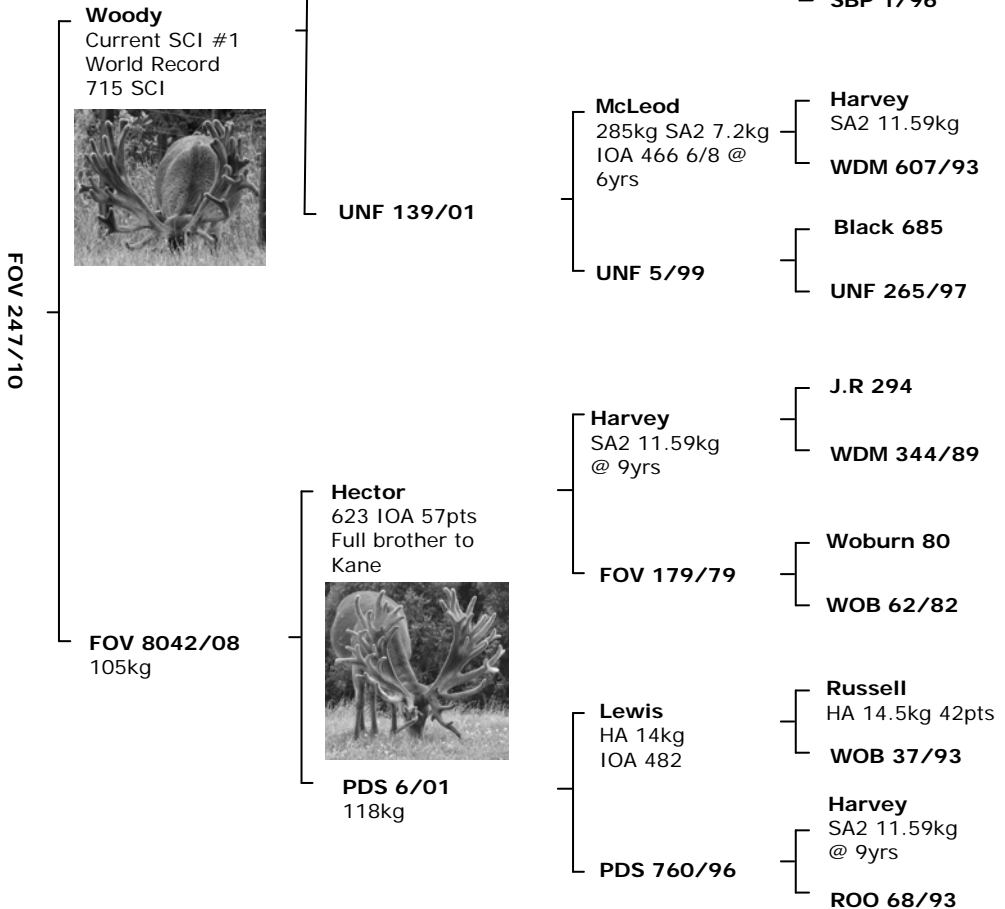 FOV 247/10
Woody
Current SCI #1
World Record
715 SCI
UNF 139/01
SBP 1/96
McLeod
285kg SA2 7.2kg
IOA 466 6/8 @
6yrs
Harvey
SA2 11.59kg
WDM 607/93
UNF 5/99
Black 685
UNF 265/97
FOV 8042/08
105kg
Hector
623 IOA 57pts
Full brother to
Kane
Harvey
SA2 11.59kg
@ 9yrs
J.R 294
WDM 344/89
FOV 179/79
Woburn 80
WOB 62/82
PDS 6/01
118kg
Lewis
HA 14kg
IOA 482
Russell
HA 14.5kg 42pts
WOB 37/93
PDS 760/96
Harvey
SA2 11.59kg
@ 9yrs
ROO 68/93